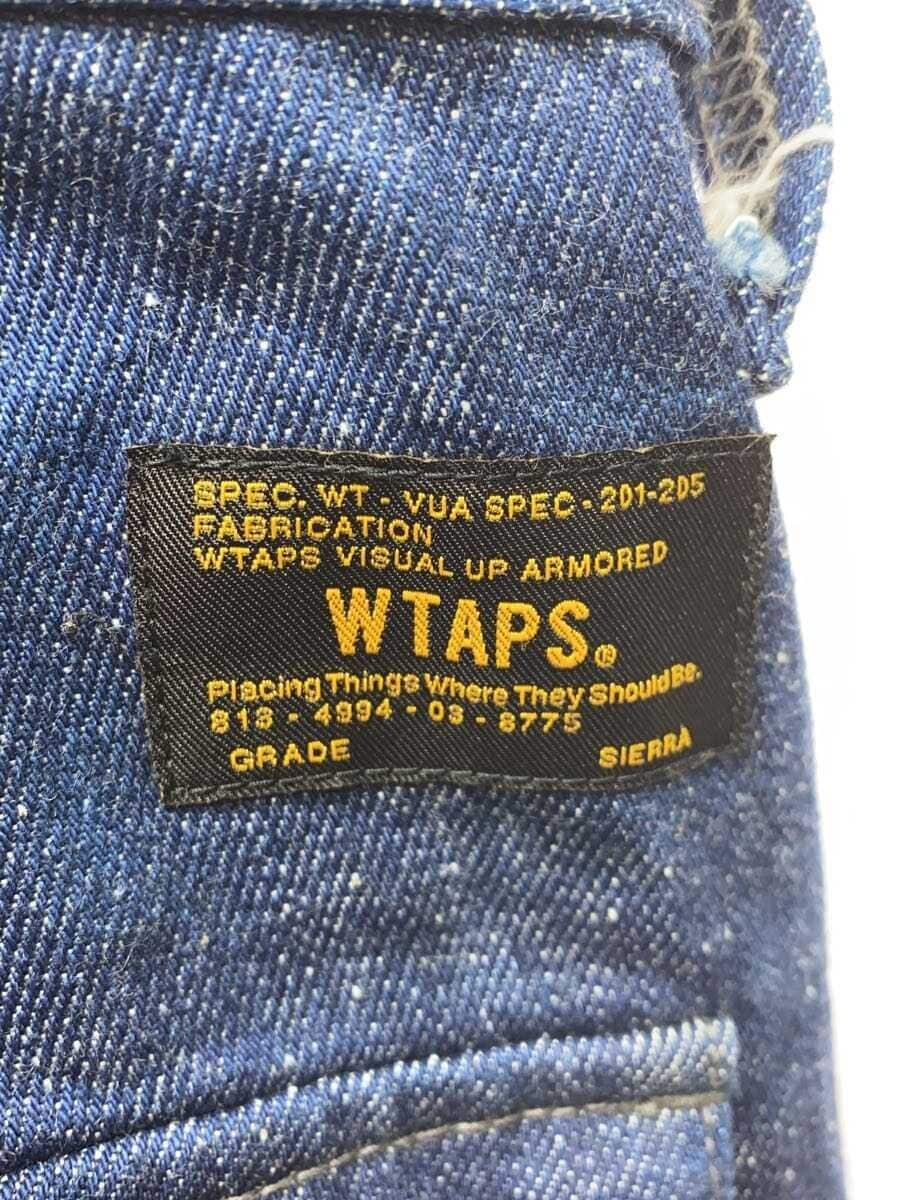 SPEC. WT - VUA SPEC - 201-205
FABRICATION
WTAPS VISUAL UP ARMORED
WTAPS.®
Placing Things Where They Should Be.
813 - 4994 - 03 - 8775
GRADE SIERRA